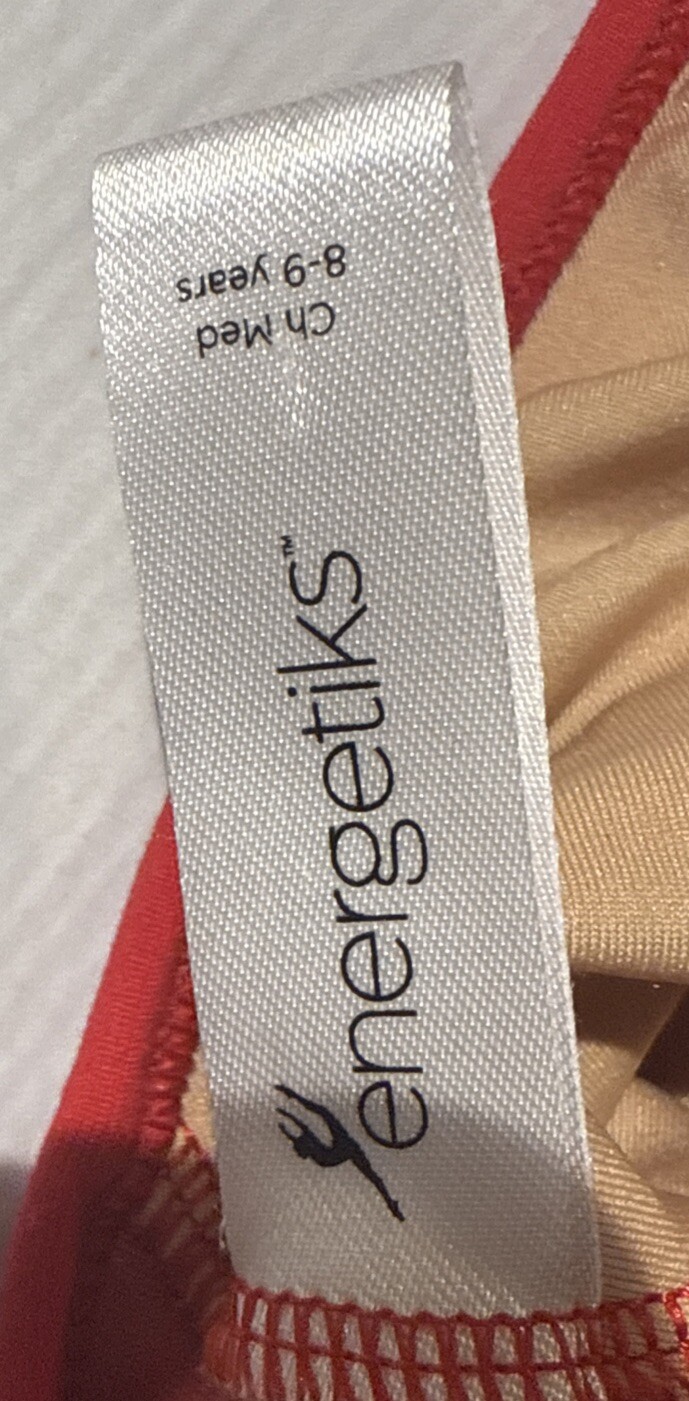 energetiks™
Ch Med
8-9 years